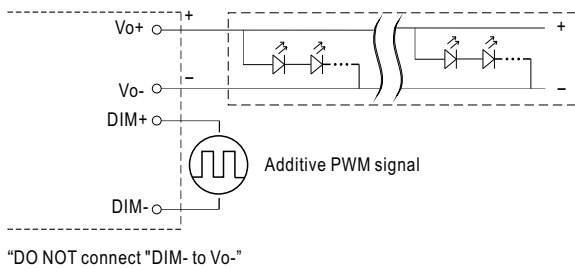 Vo+
+
+
Vo-
−
−
DIM+
Additive PWM signal
DIM-
“DO NOT connect "DIM- to Vo-”